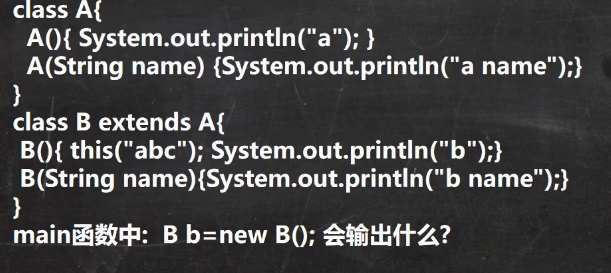 class A{
A(){ System.out.println("a"); }
A(String name) {System.out.println("a name");}
}
class B extends A{
B(){ this("abc"); System.out.println("b");}
B(String name){System.out.println("b name");}
}
main函数中: B b=new B(); 会输出什么?